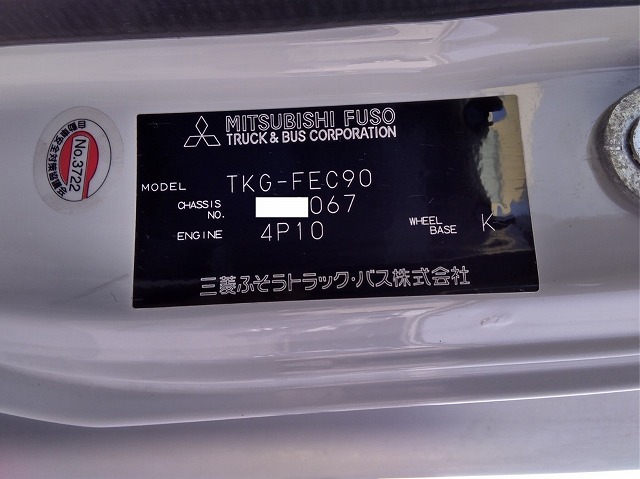 MITSUBISHI FUSO
TRUCK & BUS CORPORATION
MODEL TKG-FEC90
CHASSIS NO. 067
ENGINE 4P10
WHEEL BASE K
三菱ふそうトラック・バス株式会社
No.3722